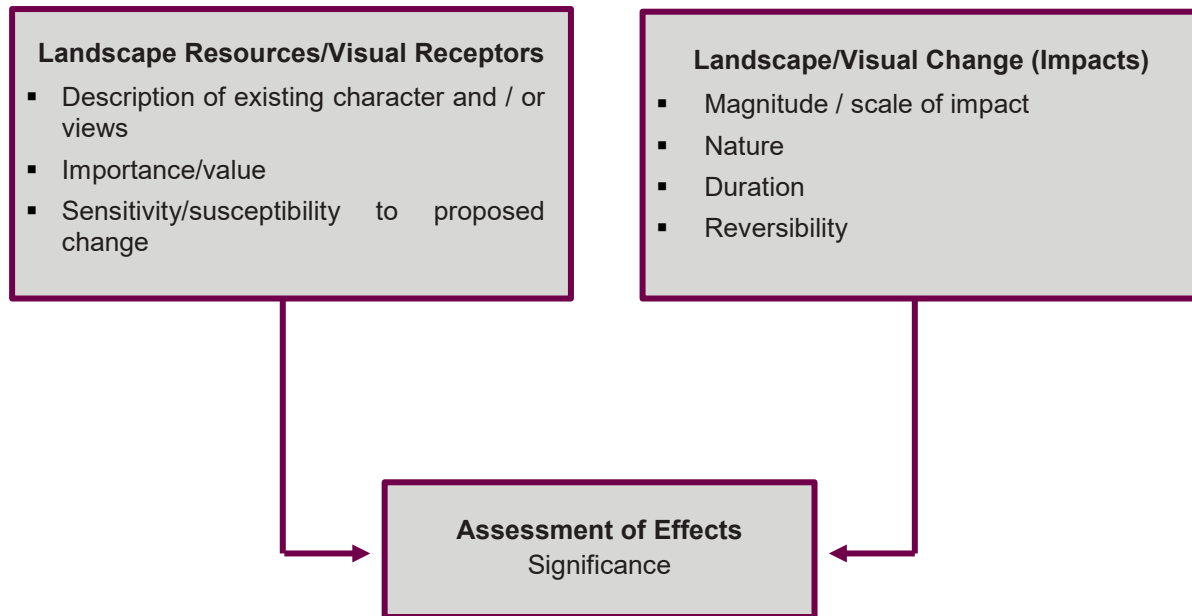 Landscape Resources/Visual Receptors
▪ Description of existing character and / or
views
▪ Importance/value
▪ Sensitivity/susceptibility to proposed
change
Landscape/Visual Change (Impacts)
▪ Magnitude / scale of impact
▪ Nature
▪ Duration
▪ Reversibility
Assessment of Effects
Significance